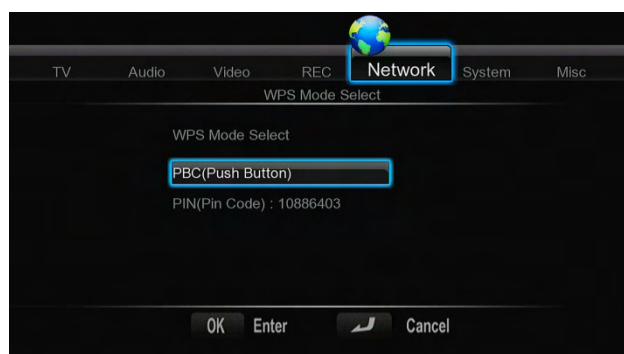 TV Audio Video REC Network System Misc
WPS Mode Select
WPS Mode Select
PBC(Push Button)
PIN(Pin Code) : 10886403
OK Enter Cancel